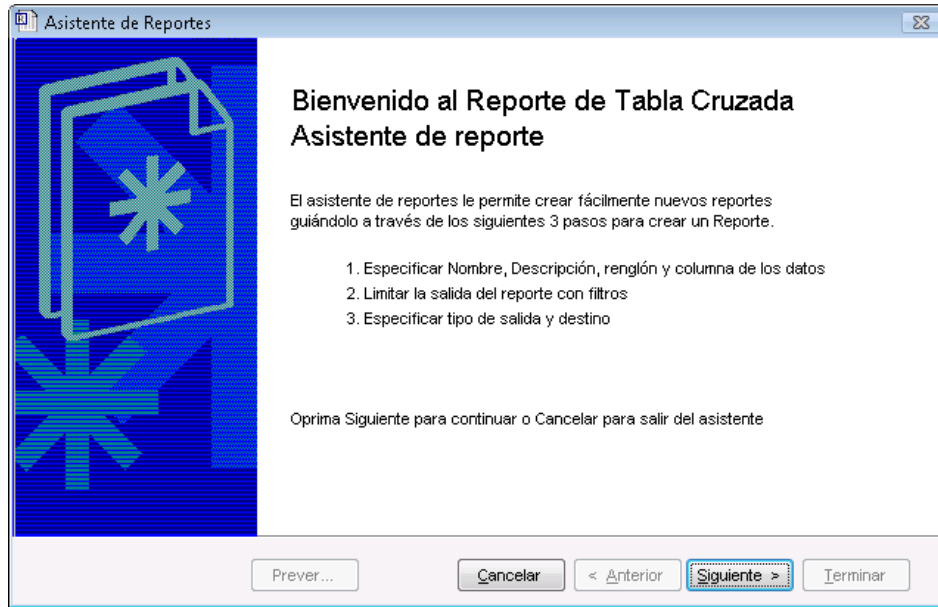 Asistente de Reportes
Bienvenido al Reporte de Tabla Cruzada
Asistente de reporte
El asistente de reportes le permite crear fácilmente nuevos reportes
guiándolo a través de los siguientes 3 pasos para crear un Reporte.
1. Especificar Nombre, Descripción, renglón y columna de los datos
2. Limitar la salida del reporte con filtros
3. Especificar tipo de salida y destino
Oprima Siguiente para continuar o Cancelar para salir del asistente
Prever... Cancelar < Anterior Siguiente > Terminar